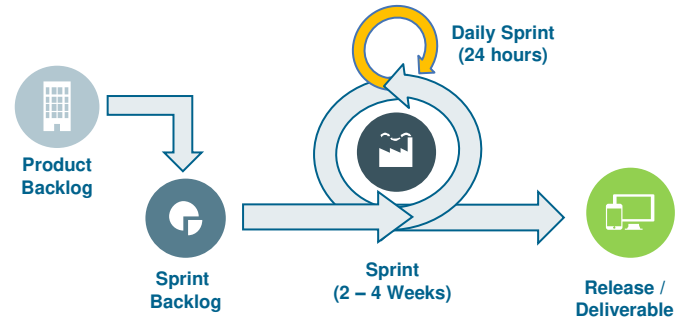 Daily Sprint
(24 hours)
Product
Backlog
Sprint
Backlog
Sprint
(2 – 4 Weeks)
Release /
Deliverable